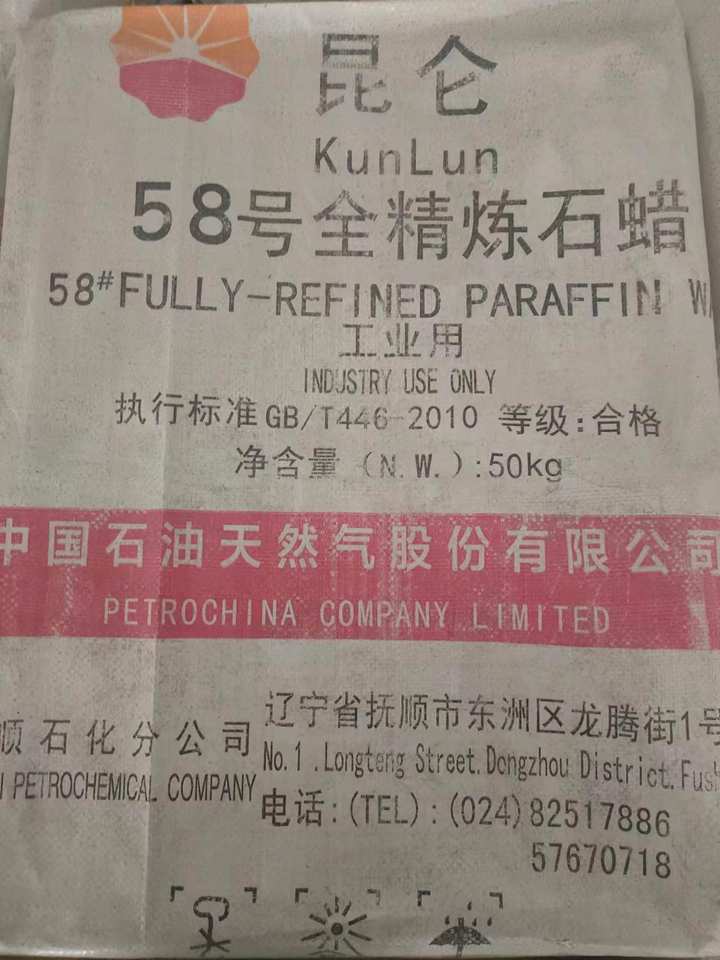 昆仑
KunLun
58号全精炼石蜡
58#FULLY-REFINED PARAFFIN
工业用
INDUSTRY USE ONLY
执行标准GB/T446-2010 等级:合格
净含量(N.W.):50kg
中国石油天然气股份有限公司
PETROCHINA COMPANY LIMITED
顺石化分公司
PETROCHEMICAL COMPANY
辽宁省抚顺市东洲区龙腾街1号
No.1.Longteng Street.Dongzhou District.Fush
电话:(TEL):(024)82517886
57670718